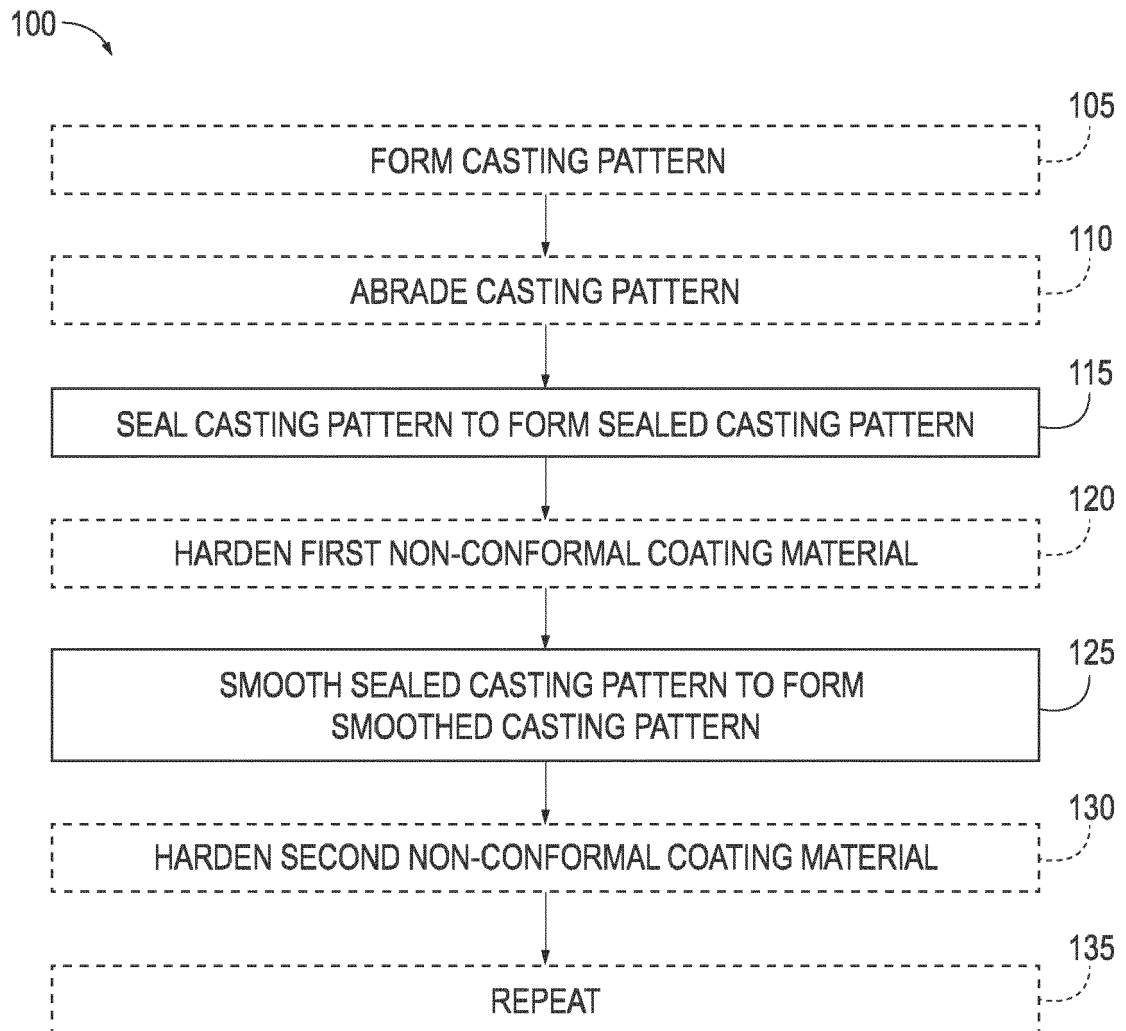 100
105
FORM CASTING PATTERN
110
ABRADE CASTING PATTERN
115
SEAL CASTING PATTERN TO FORM SEALED CASTING PATTERN
120
HARDEN FIRST NON-CONFORMAL COATING MATERIAL
125
SMOOTH SEALED CASTING PATTERN TO FORM
SMOOTHED CASTING PATTERN
130
HARDEN SECOND NON-CONFORMAL COATING MATERIAL
135
REPEAT